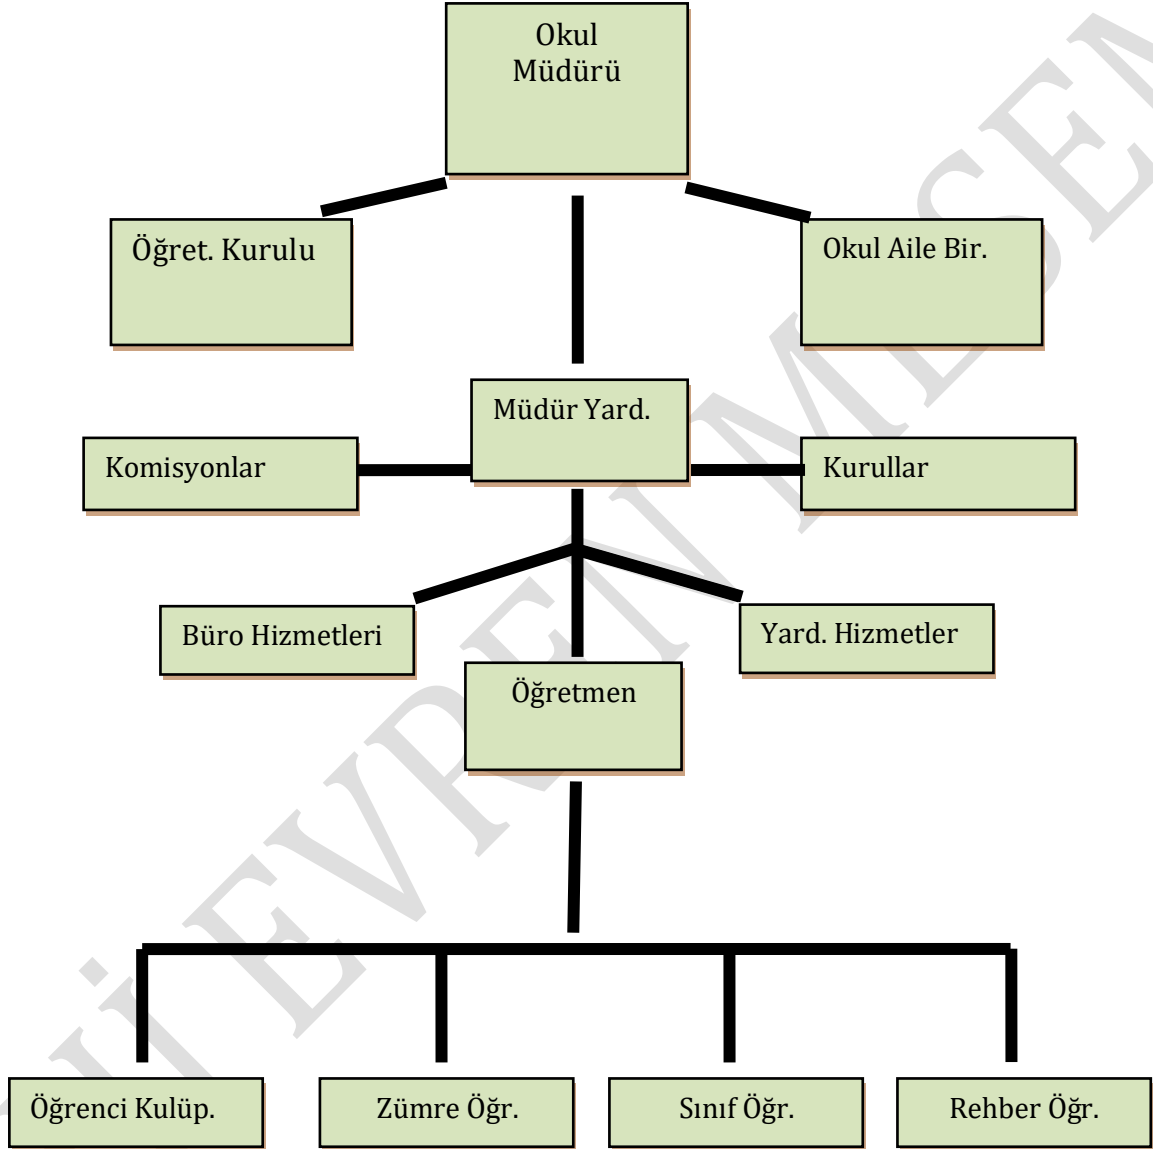 Okul
Müdürü
Öğret. Kurulu
Okul Aile Bir.
Müdür Yard.
Komisyonlar
Kurullar
Büro Hizmetleri
Yard. Hizmetler
Öğretmen
Öğrenci Kulüp.
Zümre Öğr.
Sınıf Öğr.
Rehber Öğr.
EVREN